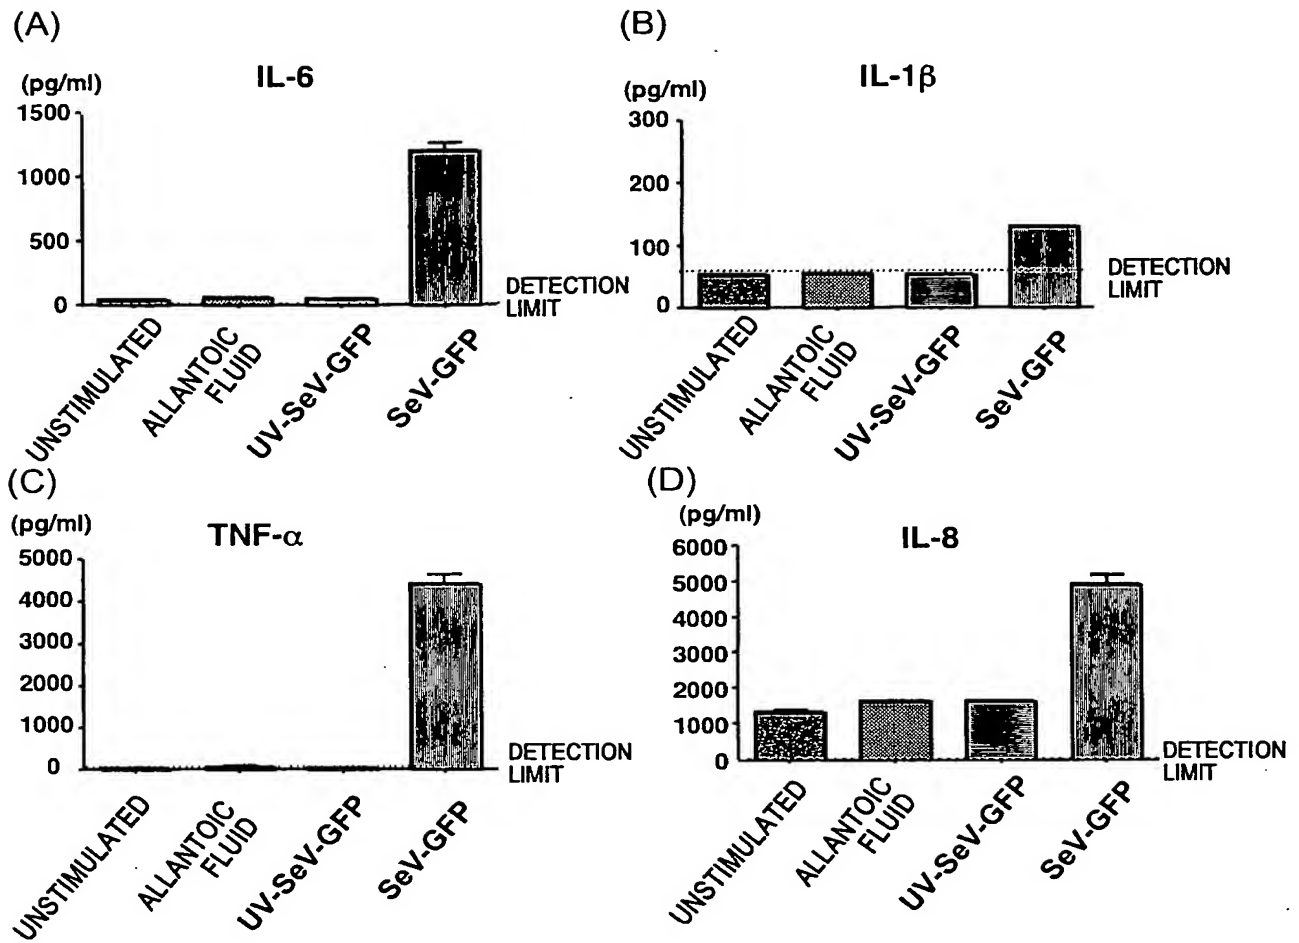 (A)
IL-6
(pg/ml)
1500
1000
500
0
DETECTION
LIMIT
UNSTIMULATED
ALLANTOIC
FLUID
UV-SeV-GFP
SeV-GFP
(B)
IL-1β
(pg/ml)
300
200
100
0
DETECTION
LIMIT
UNSTIMULATED
ALLANTOIC
FLUID
UV-SeV-GFP
SeV-GFP
(C)
TNF-α
(pg/ml)
5000
4000
3000
2000
1000
0
DETECTION
LIMIT
UNSTIMULATED
ALLANTOIC
FLUID
UV-SeV-GFP
SeV-GFP
(D)
IL-8
(pg/ml)
6000
5000
4000
3000
2000
1000
0
DETECTION
LIMIT
UNSTIMULATED
ALLANTOIC
FLUID
UV-SeV-GFP
SeV-GFP